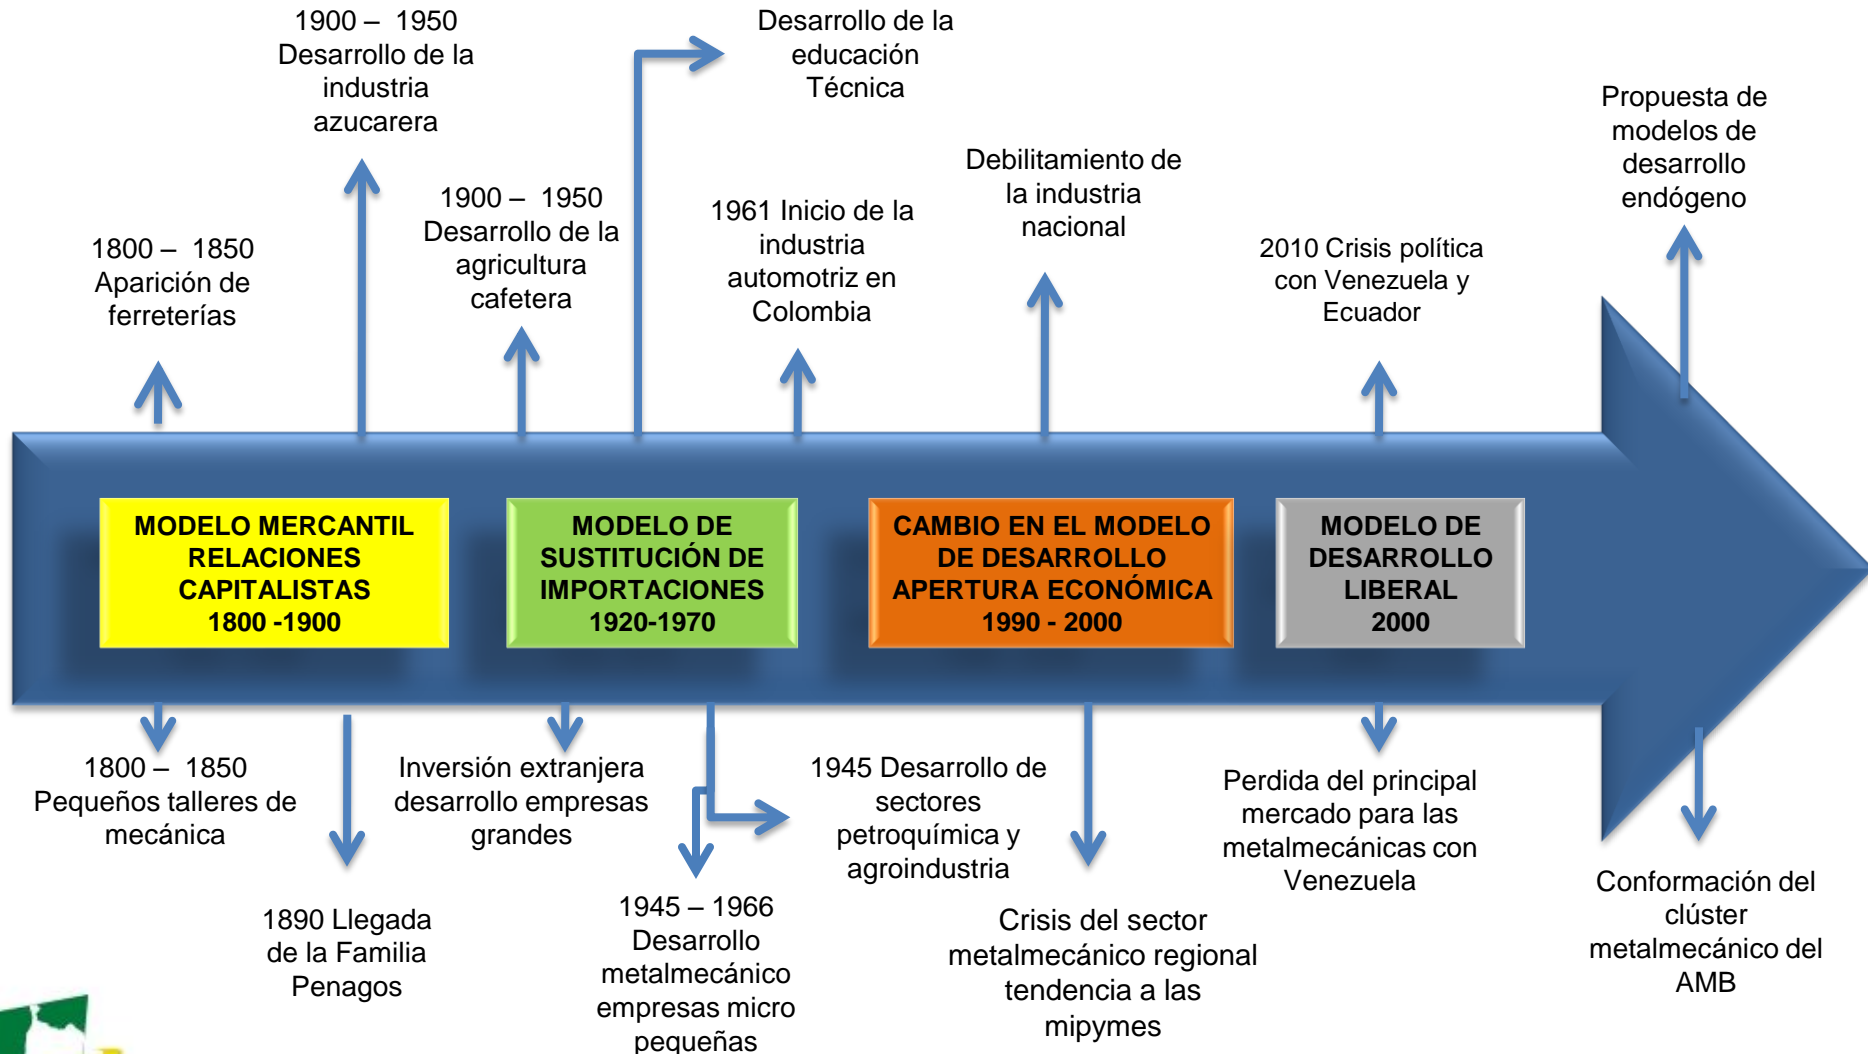 1900 – 1950
Desarrollo de la
industria
azucarera
Desarrollo de la
educación
Técnica
Propuesta de
modelos de
desarrollo
endógeno
Debilitamiento de
la industria
nacional
1900 – 1950
Desarrollo de la
agricultura
cafetera
1961 Inicio de la
industria
automotriz en
Colombia
1800 – 1850
Aparición de
ferreterías
2010 Crisis política
con Venezuela y
Ecuador
MODELO MERCANTIL
RELACIONES
CAPITALISTAS
1800 -1900
MODELO DE
SUSTITUCIÓN DE
IMPORTACIONES
1920-1970
CAMBIO EN EL MODELO
DE DESARROLLO
APERTURA ECONÓMICA
1990 - 2000
MODELO DE
DESARROLLO
LIBERAL
2000
1800 – 1850
Pequeños talleres de
mecánica
Inversión extranjera
desarrollo empresas
grandes
1945 Desarrollo de
sectores
petroquímica y
agroindustria
Perdida del principal
mercado para las
metalmecánicas con
Venezuela
1890 Llegada
de la Familia
Penagos
1945 – 1966
Desarrollo
metalmecánico
empresas micro
pequeñas
Crisis del sector
metalmecánico regional
tendencia a las
mipymes
Conformación del
clúster
metalmecánico del
AMB